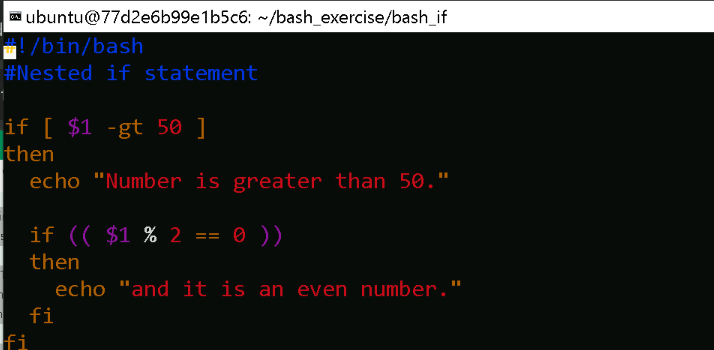 ubuntu@77d2e6b99e1b5c6: ~/bash_exercise/bash_if
#!/bin/bash
#Nested if statement
if [ $1 -gt 50 ]
then
  echo "Number is greater than 50."
  if (( $1 % 2 == 0 ))
  then
    echo "and it is an even number."
  fi
fi